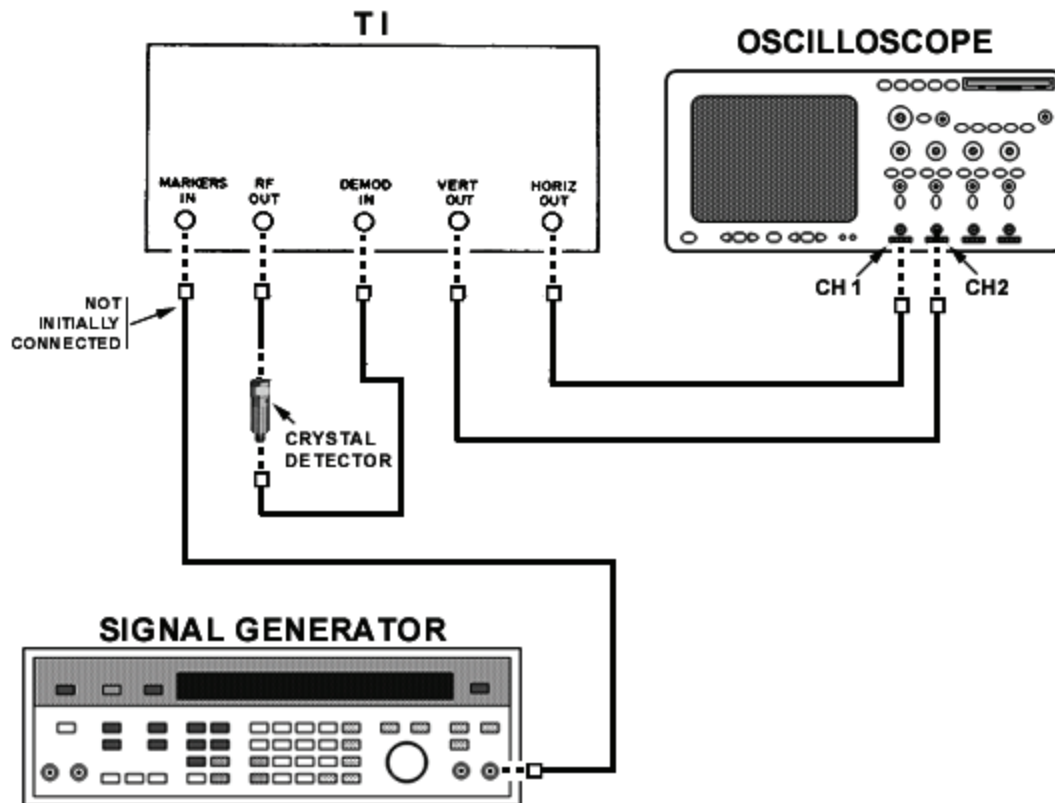 TI
OSCILLOSCOPE
MARKERS
IN
RF
OUT
DEMOD
IN
VERT
OUT
HORIZ
OUT
CH 1
CH2
NOT
INITIALLY
CONNECTED
CRYSTAL
DETECTOR
SIGNAL GENERATOR